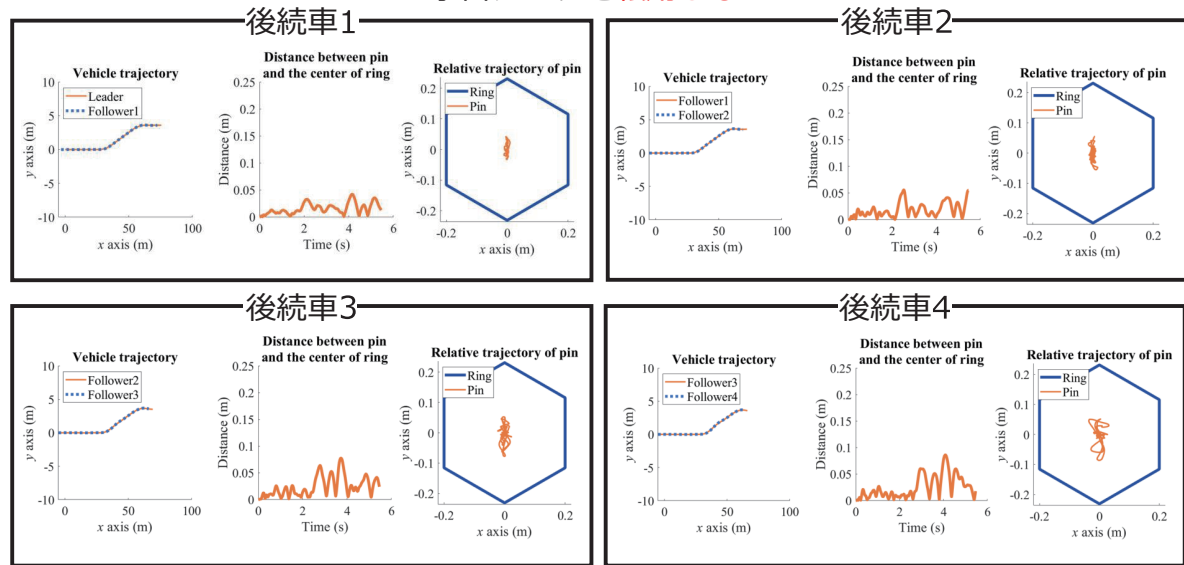 後続車1
Vehicle trajectory
10
5
0
-5
-10
y axis (m)
Leader
Follower1
0
50
100
x axis (m)
Distance between pin
and the center of ring
0.25
0.2
0.15
0.1
0.05
0
Distance (m)
0
2
4
6
Time (s)
Relative trajectory of pin
0.2
0.1
0
-0.1
-0.2
y axis (m)
Ring
Pin
-0.2
0
0.2
x axis (m)
後続車2
Vehicle trajectory
10
5
0
-5
-10
y axis (m)
Follower1
Follower2
0
50
100
x axis (m)
Distance between pin
and the center of ring
0.25
0.2
0.15
0.1
0.05
0
Distance (m)
0
2
4
6
Time (s)
Relative trajectory of pin
0.2
0.1
0
-0.1
-0.2
y axis (m)
Ring
Pin
-0.2
0
0.2
x axis (m)
後続車3
Vehicle trajectory
10
5
0
-5
-10
y axis (m)
Follower2
Follower3
0
50
100
x axis (m)
Distance between pin
and the center of ring
0.25
0.2
0.15
0.1
0.05
0
Distance (m)
0
2
4
6
Time (s)
Relative trajectory of pin
0.2
0.1
0
-0.1
-0.2
y axis (m)
Ring
Pin
-0.2
0
0.2
x axis (m)
後続車4
Vehicle trajectory
10
5
0
-5
-10
y axis (m)
Follower3
Follower4
0
50
100
x axis (m)
Distance between pin
and the center of ring
0.25
0.2
0.15
0.1
0.05
0
Distance (m)
0
2
4
6
Time (s)
Relative trajectory of pin
0.2
0.1
0
-0.1
-0.2
y axis (m)
Ring
Pin
-0.2
0
0.2
x axis (m)